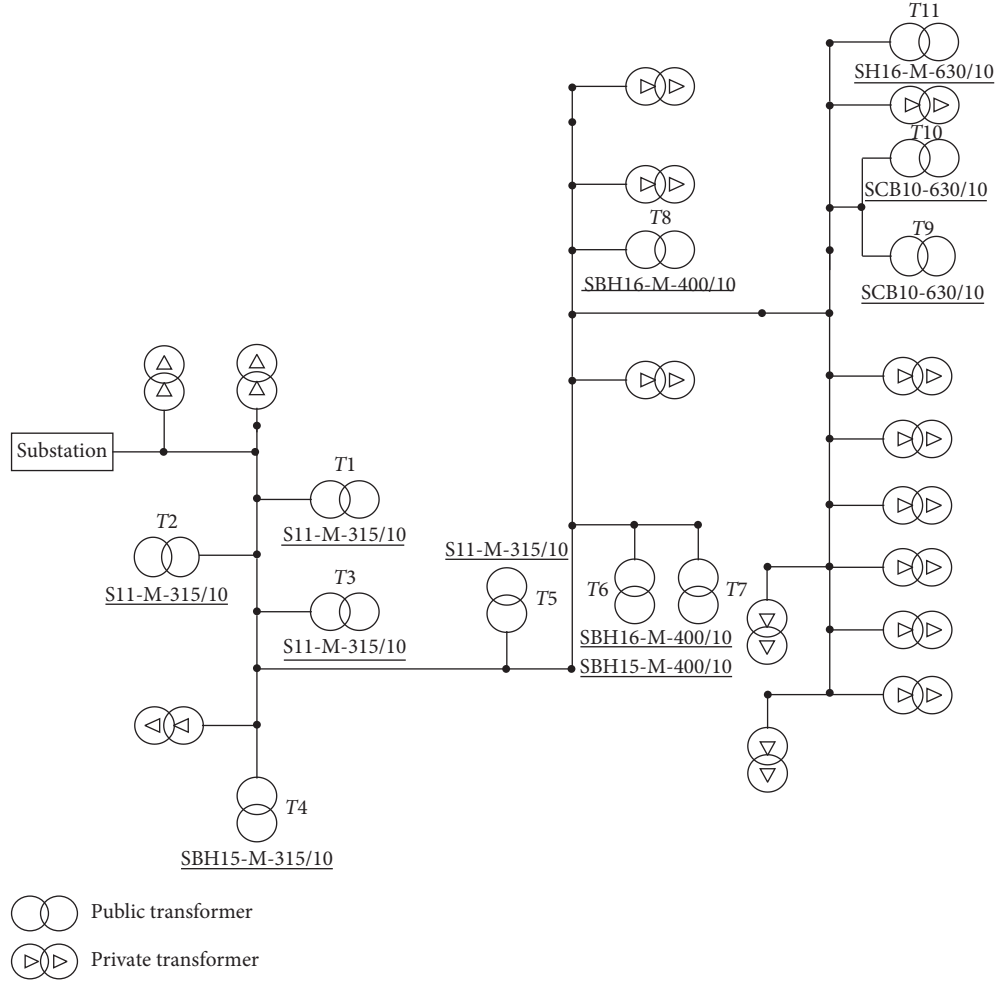 T11
SH16-M-630/10
T10
SCB10-630/10
T9
SCB10-630/10
T8
SBH16-M-400/10
Substation
T1
S11-M-315/10
T2
S11-M-315/10
T3
S11-M-315/10
S11-M-315/10
T5
T6
T7
SBH16-M-400/10
SBH15-M-400/10
T4
SBH15-M-315/10
Public transformer
Private transformer